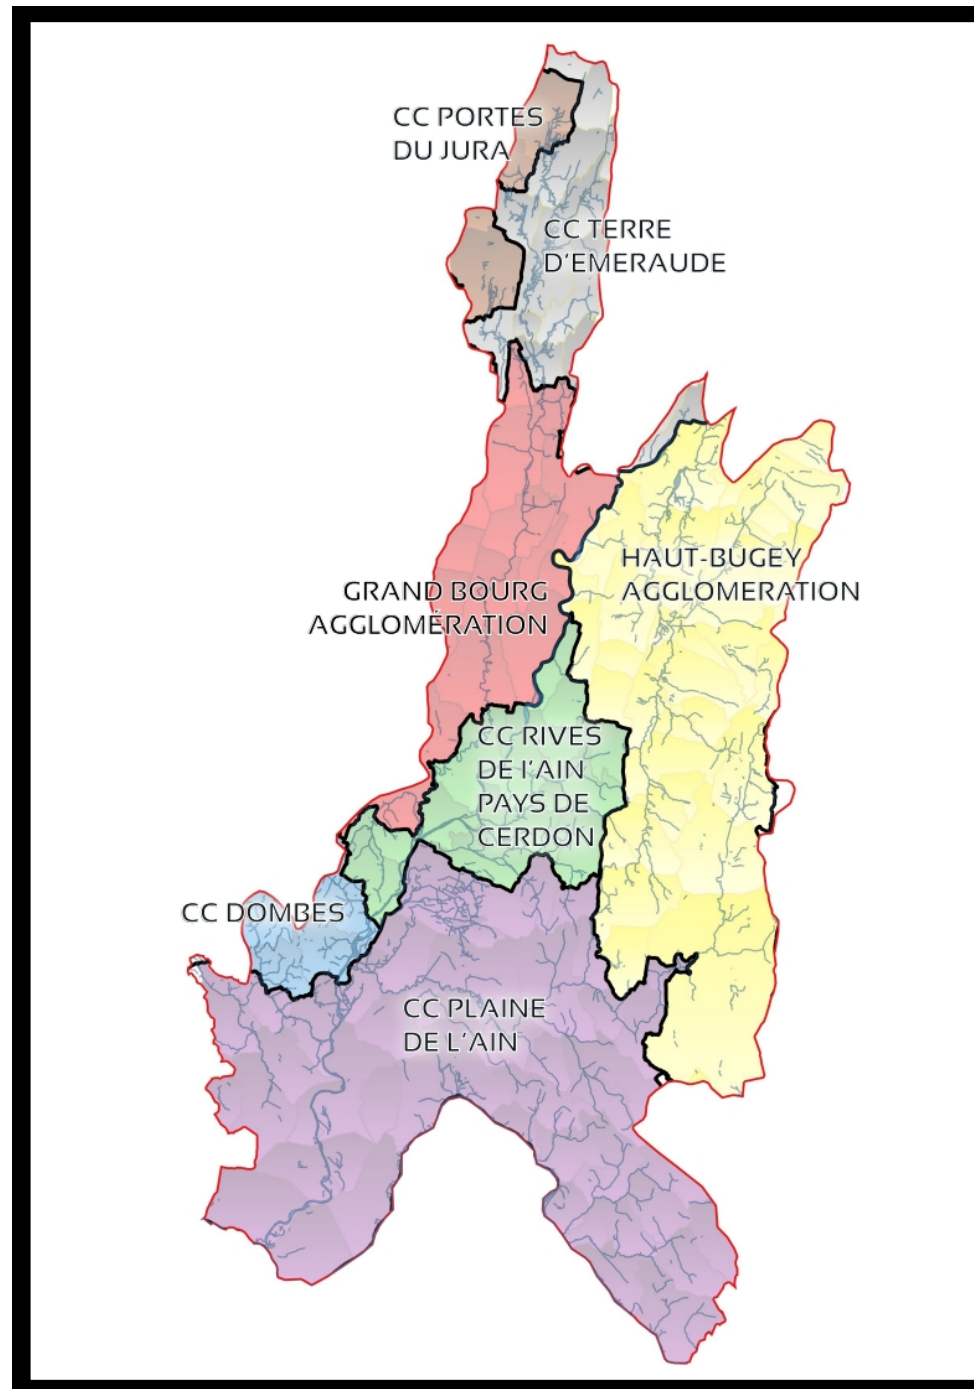 CC PORTES
DU JURA
CC TERRE
D'EMERAUDE
HAUT-BUGEY
AGGLOMERATION
GRAND BOURG
AGGLOMÉRATION
CC RIVES
DE l'AIN
PAYS DE
CERDON
CC DOMBES
CC PLAINE
DE L'AIN